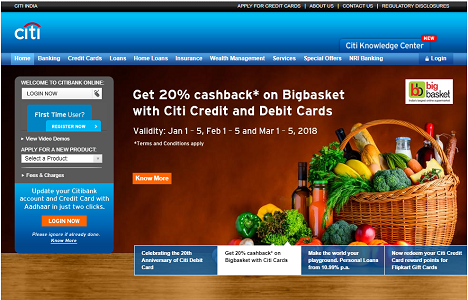 CITI INDIA
APPLY FOR CREDIT CARDS | ABOUT US | CONTACT US | REGULATORY DISCLOSURES
citi
NEW
Citi Knowledge Center
Home Banking Credit Cards Loans Home Loans Insurance Wealth Management Services Special Offers NRI Banking Login
WELCOME TO CITIBANK ONLINE:
LOGIN NOW
First Time User?
REGISTER NOW
View Video Demos
APPLY FOR A NEW PRODUCT:
Select a Product:
Fees & Charges
Update your Citibank
account and Credit Card with
Aadhaar in just two clicks.
LOGIN NOW
Please ignore if already done.
Know More
Get 20% cashback* on Bigbasket
with Citi Credit and Debit Cards
Validity: Jan 1 - 5, Feb 1 - 5 and Mar 1 - 5, 2018
*Terms and Conditions apply
Know More
bb
big
basket
Celebrating the 20th
Anniversary of Citi Debit
Card
Get 20% cashback* on
Bigbasket with Citi Cards
Make the world your
playground. Personal Loans
from 10.99% p.a.
Now redeem your Citi Credit
Card reward points for
Flipkart Gift Cards